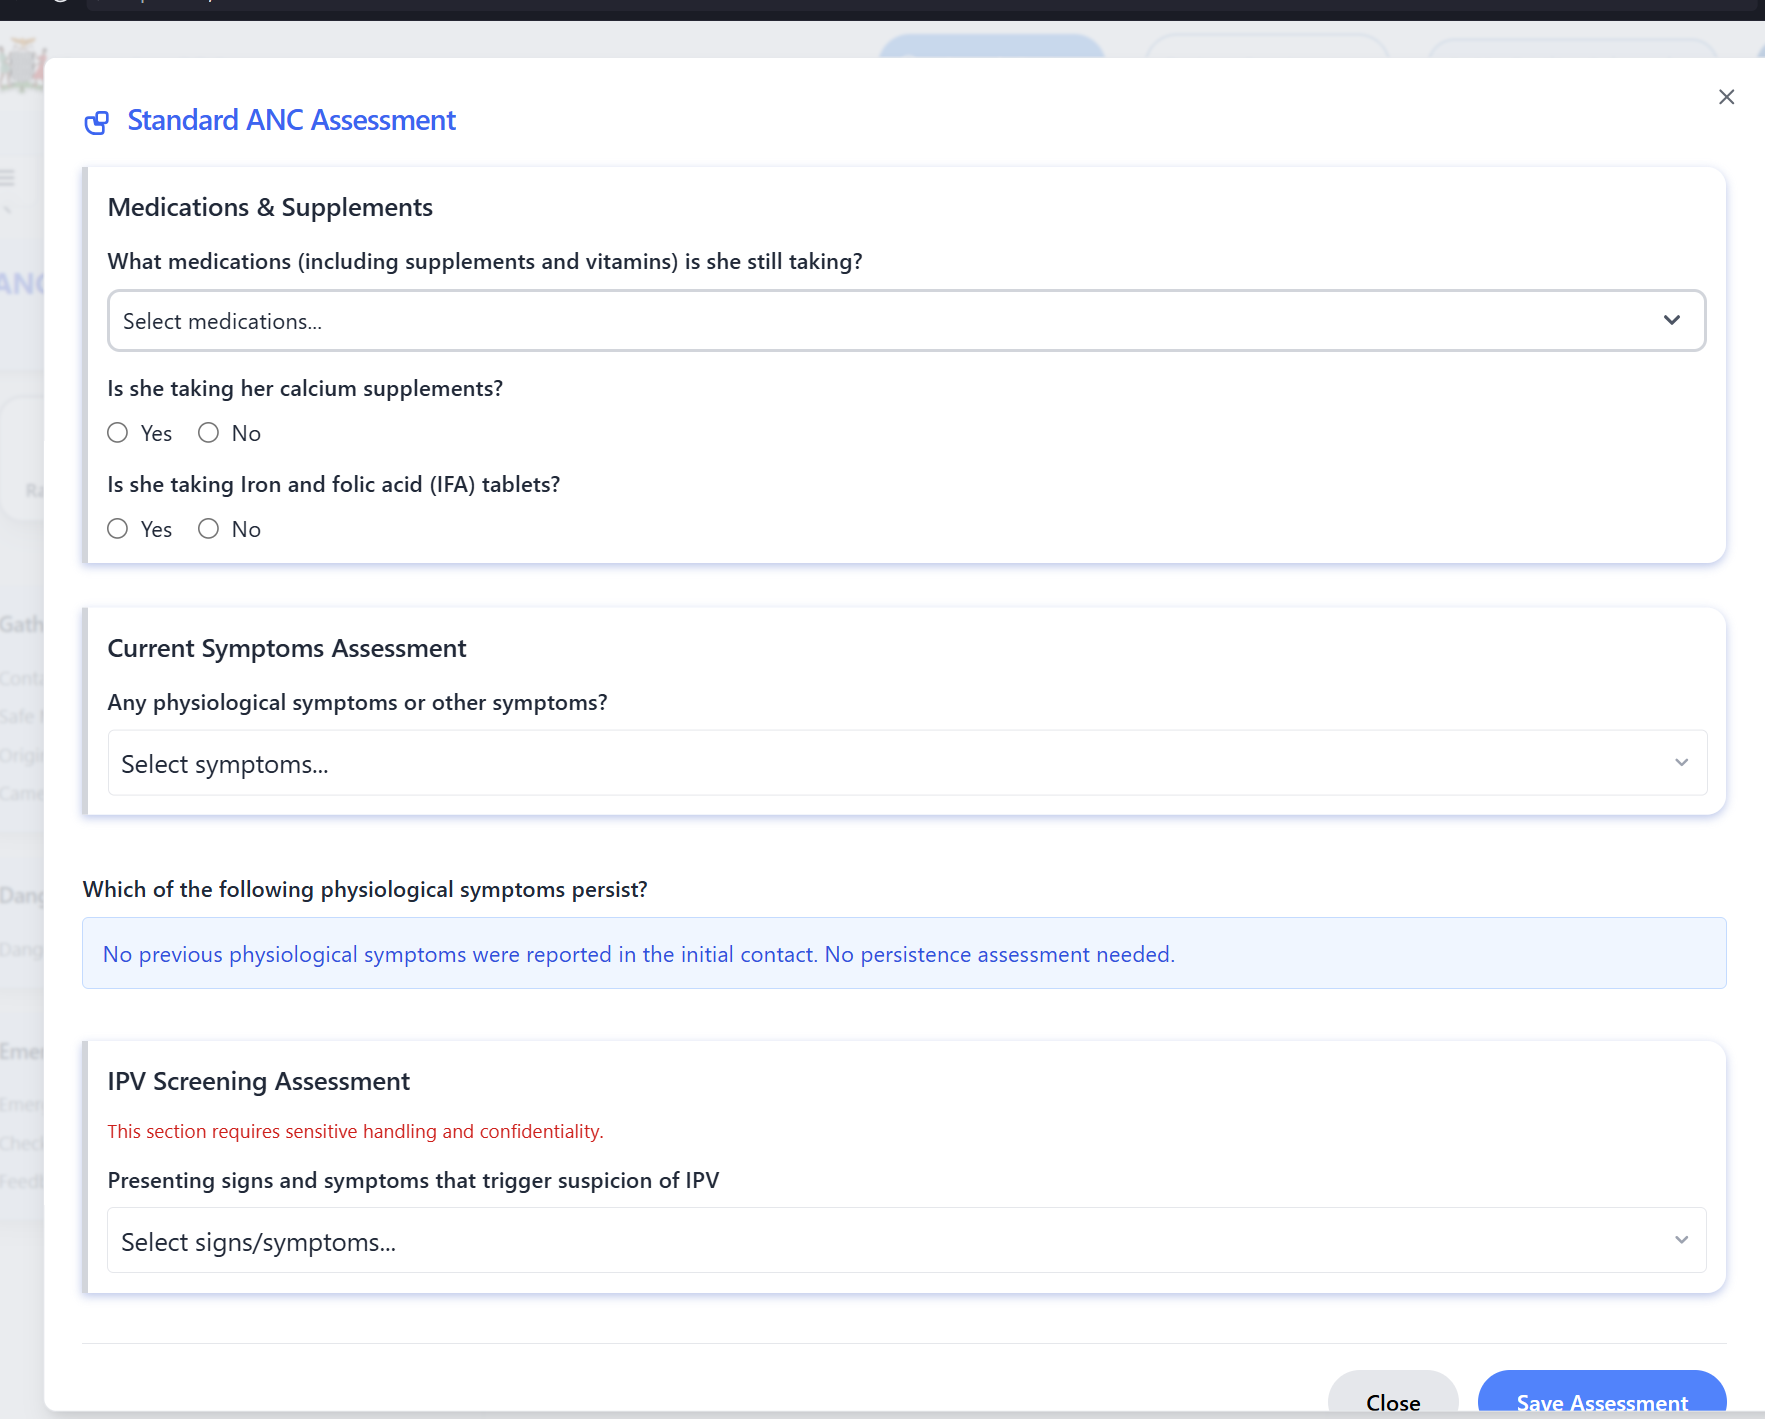 Standard ANC Assessment
Medications & Supplements
What medications (including supplements and vitamins) is she still taking?
Select medications...
Is she taking her calcium supplements?
Yes No
Is she taking Iron and folic acid (IFA) tablets?
Yes No
Current Symptoms Assessment
Any physiological symptoms or other symptoms?
Select symptoms...
Which of the following physiological symptoms persist?
No previous physiological symptoms were reported in the initial contact. No persistence assessment needed.
IPV Screening Assessment
This section requires sensitive handling and confidentiality.
Presenting signs and symptoms that trigger suspicion of IPV
Select signs/symptoms...
Close Save Assessment